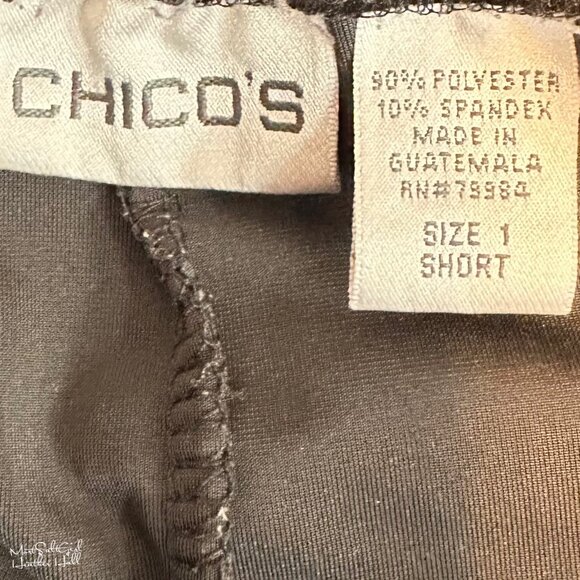 CHICO'S
90% POLYESTER
10% SPANDEX
MADE IN
GUATEMALA
RN#79984
SIZE 1
SHORT